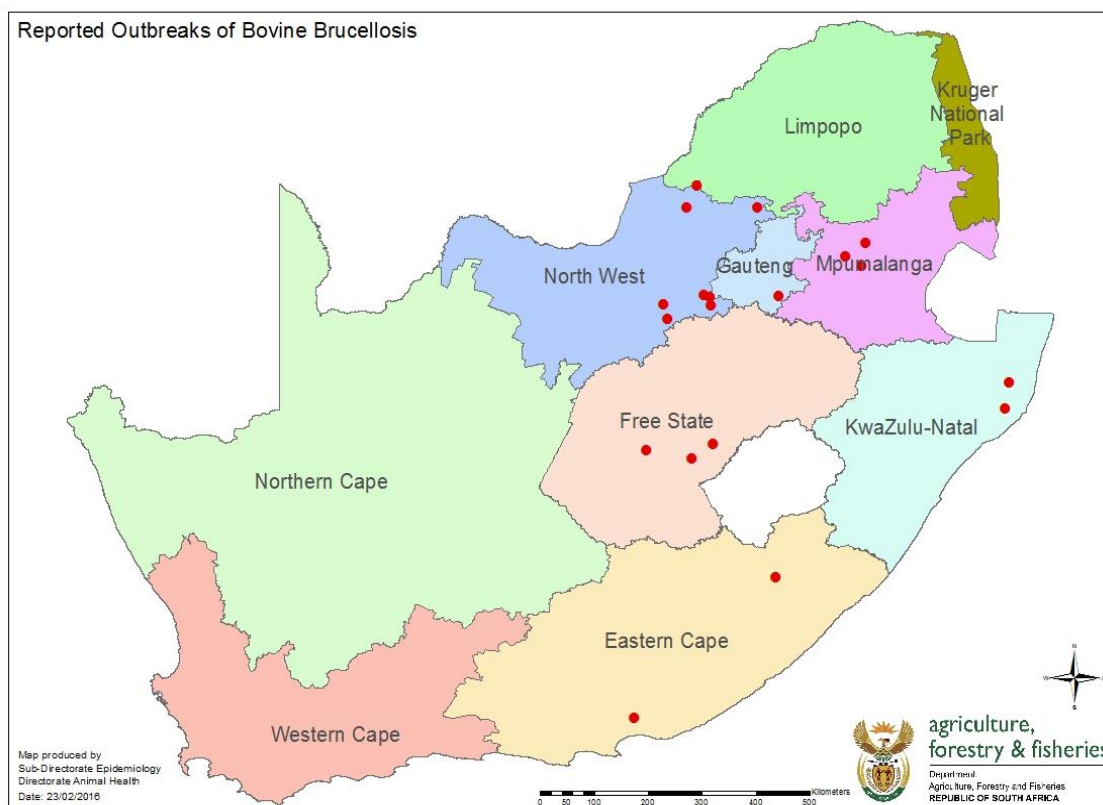 Reported Outbreaks of Bovine Brucellosis
Kruger
National
Park
Limpopo
North West
Gauteng
Mpumalanga
Free State
KwaZulu-Natal
Northern Cape
Eastern Cape
Western Cape
N
W
S
Map produced by
Sub-Directorate Epidemiology
Directorate Animal Health
Date: 23/02/2016
Kilometers
0 50 100 200 300 400 500
agriculture,
forestry & fisheries
Department:
Agriculture, Forestry and Fisheries
REPUBLIC OF SOUTH AFRICA